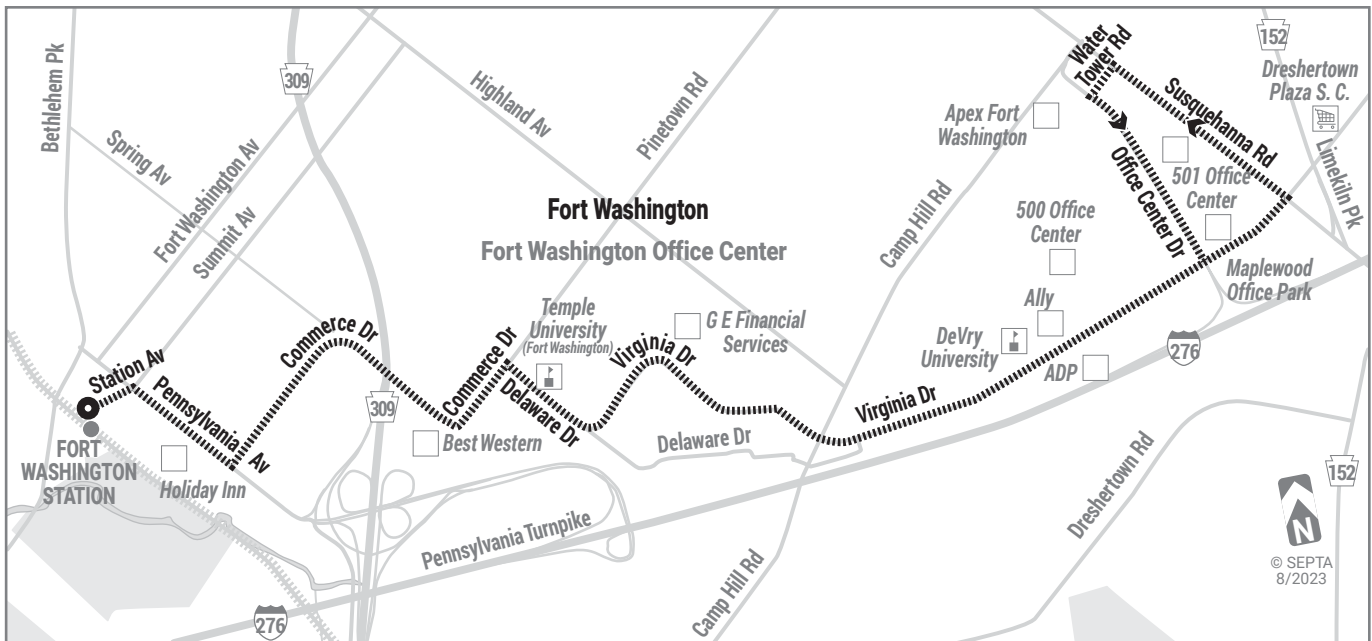 Bethlehem Pk
309
Spring Av
Fort Washington Av
Summit Av
Highland Av
Pinetown Rd
Water
Tower Rd
152
Dreshertown
Plaza S. C.
Susquehanna Rd
Limekiln Pk
Apex Fort
Washington
Office Center Dr
501 Office
Center
Camp Hill Rd
Fort Washington
Fort Washington Office Center
500 Office
Center
Maplewood
Office Park
Temple
University
(Fort Washington)
G E Financial
Services
Ally
DeVry
University
ADP
276
Commerce Dr
Commerce Dr
Virginia Dr
Station Av
Pennsylvania
Av
309
Delaware Dr
Virginia Dr
Best Western
Delaware Dr
FORT
WASHINGTON
STATION
Holiday Inn
Dreshertown Rd
152
Pennsylvania Turnpike
N
Camp Hill Rd
© SEPTA
8/2023
276